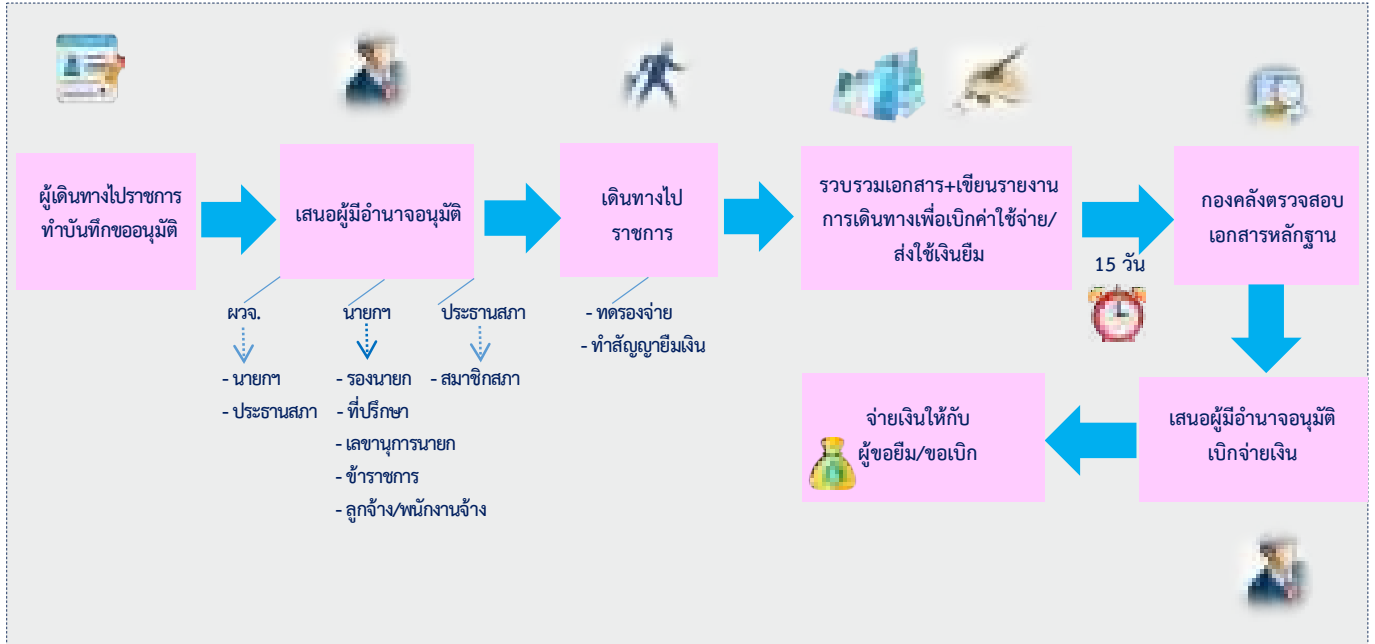 ผู้เดินทางไปราชการ
ทำบันทึกขออนุมัติ
เสนอผู้มีอำนาจอนุมัติ
ผวจ.
- นายกฯ
- ประธานสภา
นายกฯ
- รองนายก
- ที่ปรึกษา
- เลขานุการนายก
- ข้าราชการ
- ลูกจ้าง/พนักงานจ้าง
ประธานสภา
- สมาชิกสภา
เดินทางไป
ราชการ
- ทดรองจ่าย
- ทำสัญญายืมเงิน
รวบรวมเอกสาร+เขียนรายงาน
การเดินทางเพื่อเบิกค่าใช้จ่าย/
ส่งใช้เงินยืม
15 วัน
กองคลังตรวจสอบ
เอกสารหลักฐาน
เสนอผู้มีอำนาจอนุมัติ
เบิกจ่ายเงิน
จ่ายเงินให้กับ
ผู้ขอยืม/ขอเบิก